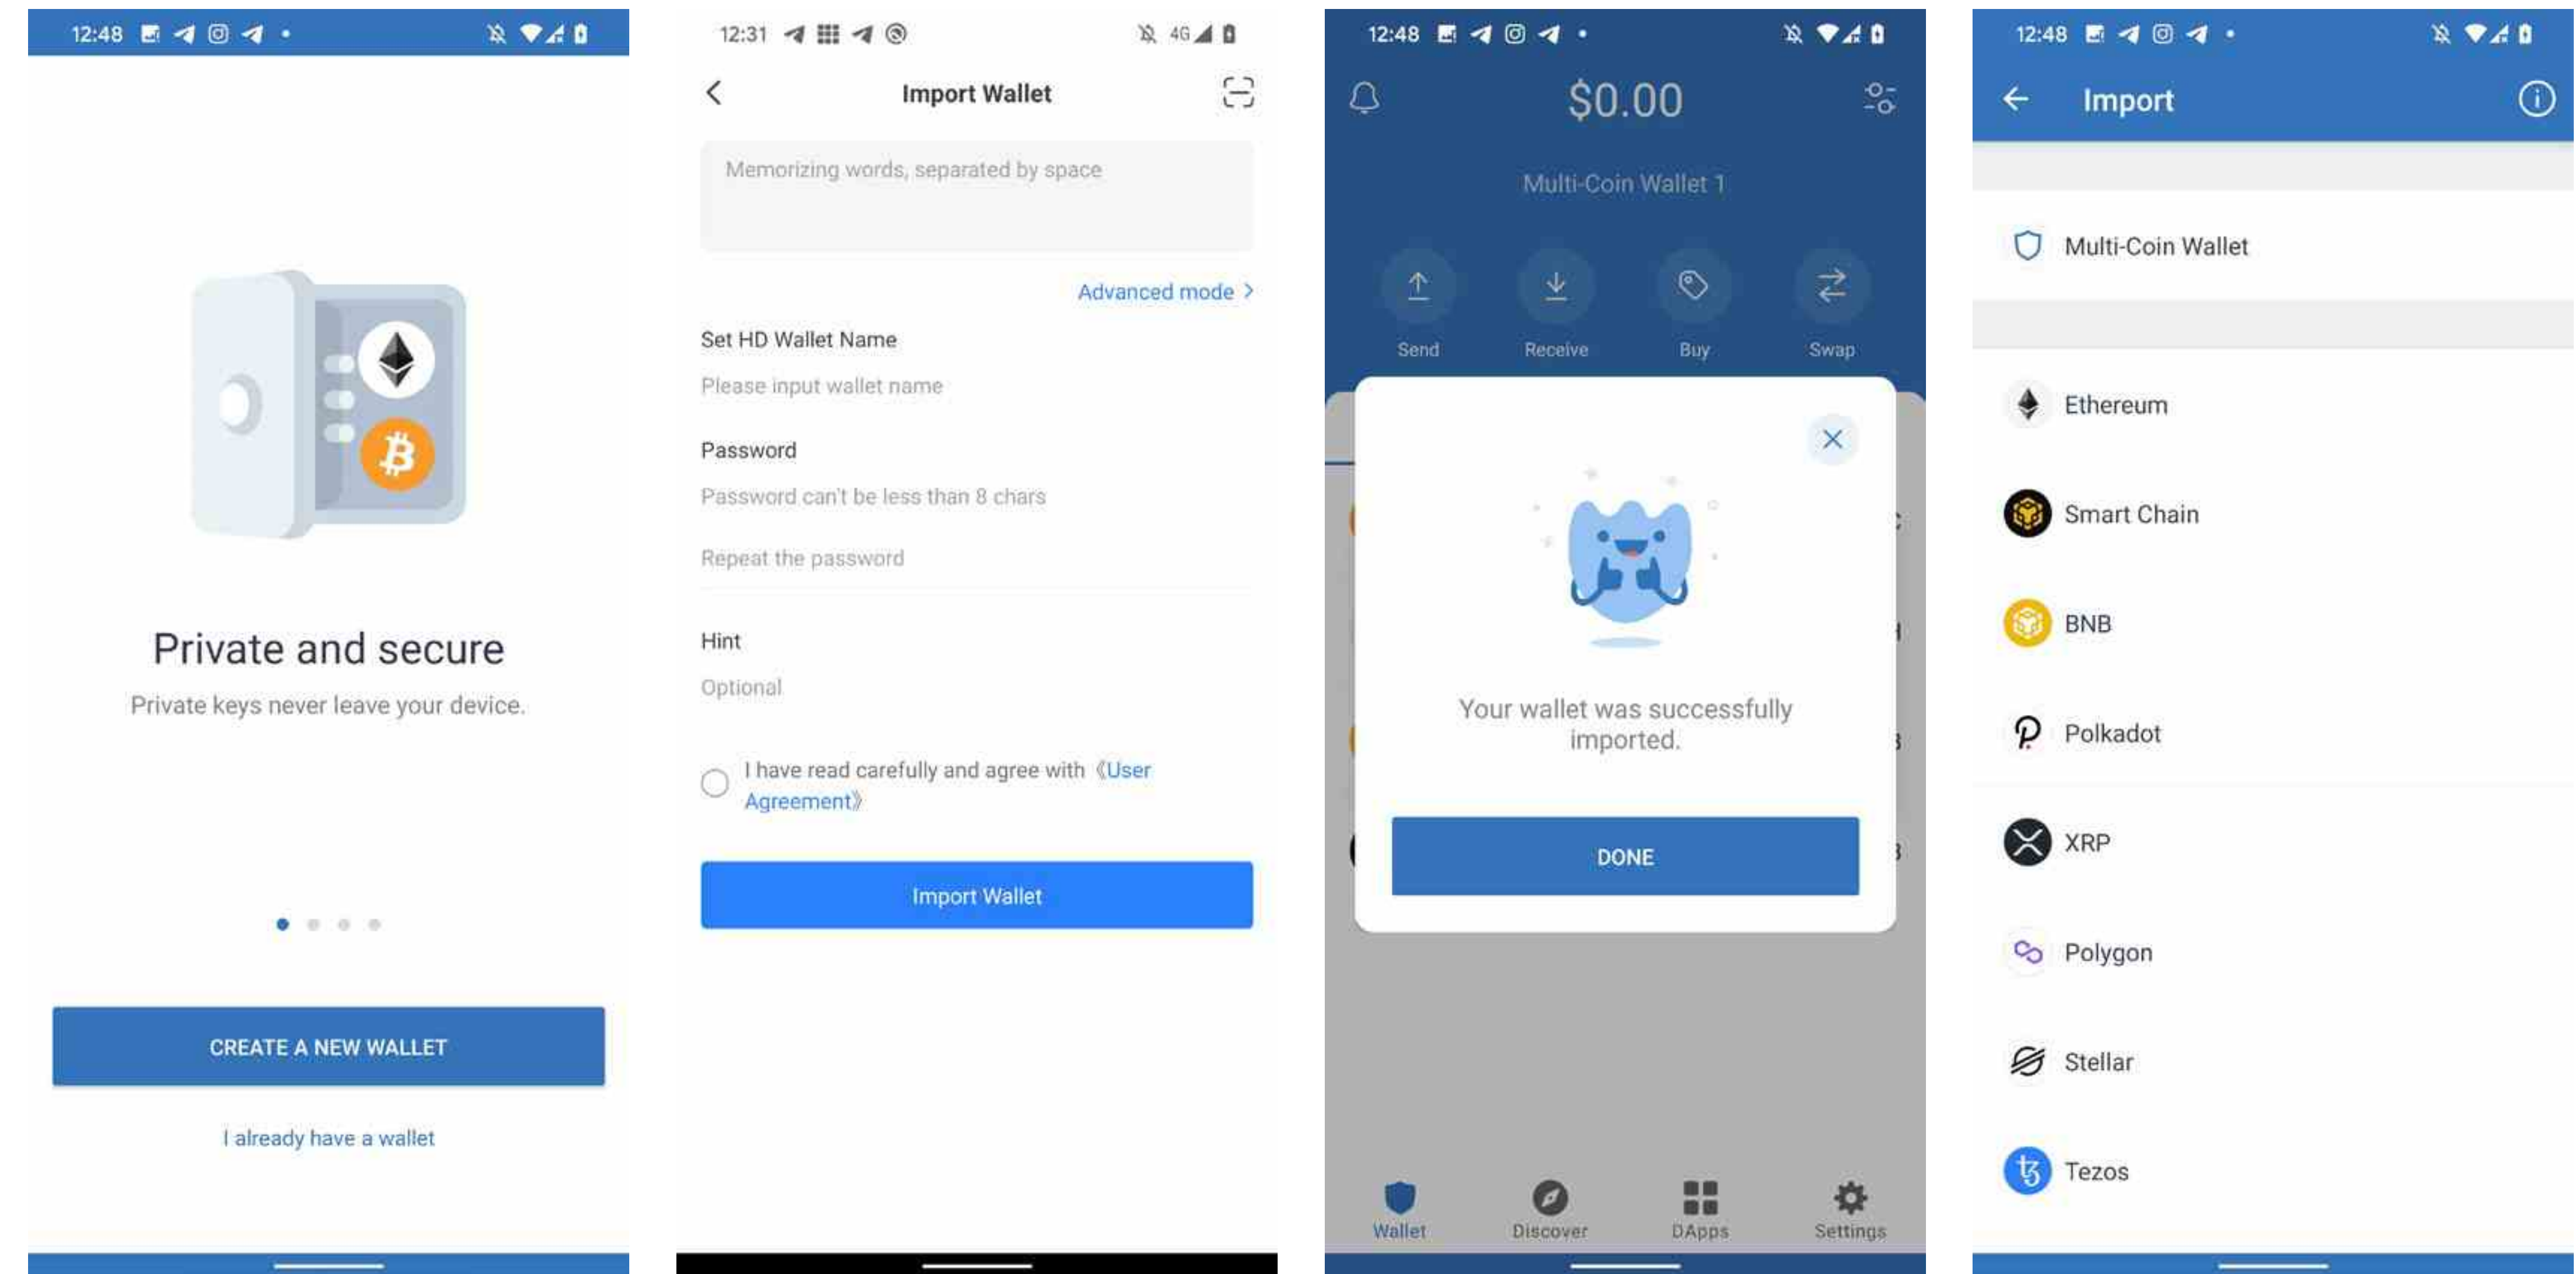 12:48
Private and secure
Private keys never leave your device.
CREATE A NEW WALLET
I already have a wallet
12:31
4G
Import Wallet
Memorizing words, separated by space
Advanced mode >
Set HD Wallet Name
Please input wallet name
Password
Password can't be less than 8 chars
Repeat the password
Hint
Optional
I have read carefully and agree with 《User
Agreement》
Import Wallet
12:48
$0.00
Multi-Coin Wallet 1
Send Receive Buy Swap
Your wallet was successfully
imported.
DONE
Wallet Discover DApps Settings
12:48
Import
Multi-Coin Wallet
Ethereum
Smart Chain
BNB
Polkadot
XRP
Polygon
Stellar
Tezos